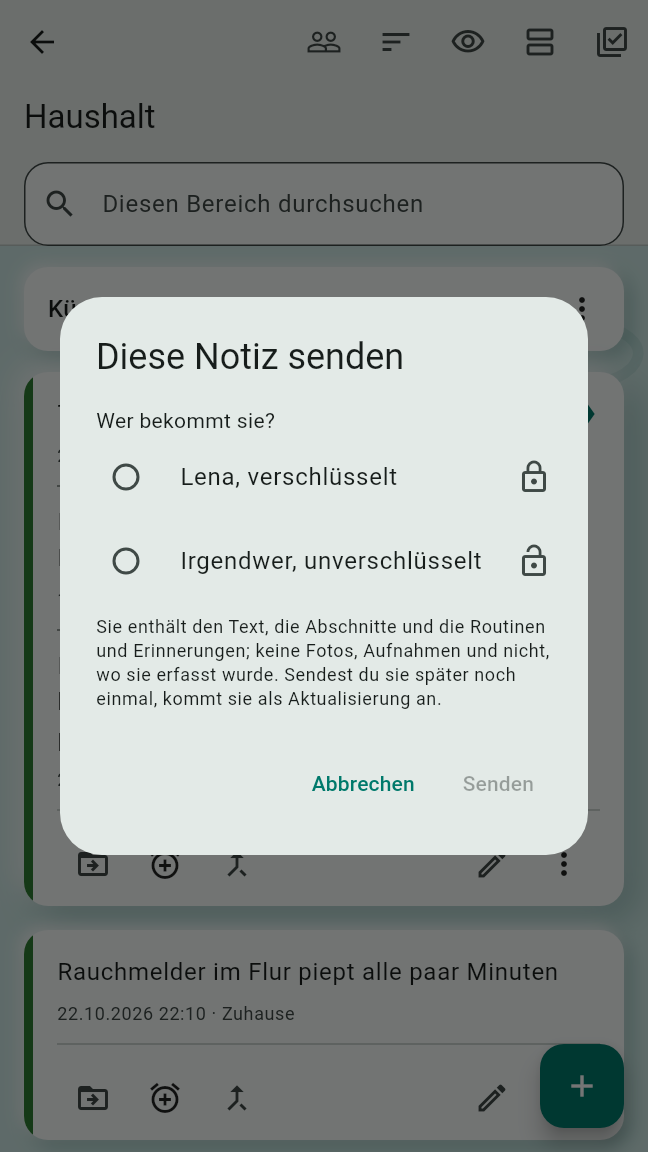 Haushalt
Diesen Bereich durchsuchen
Diese Notiz senden
Wer bekommt sie?
Lena, verschlüsselt
Irgendwer, unverschlüsselt
Sie enthält den Text, die Abschnitte und die Routinen
und Erinnerungen; keine Fotos, Aufnahmen und nicht,
wo sie erfasst wurde. Sendest du sie später noch
einmal, kommt sie als Aktualisierung an.
Abbrechen
Senden
Rauchmelder im Flur piept alle paar Minuten
22.10.2026 22:10 · Zuhause